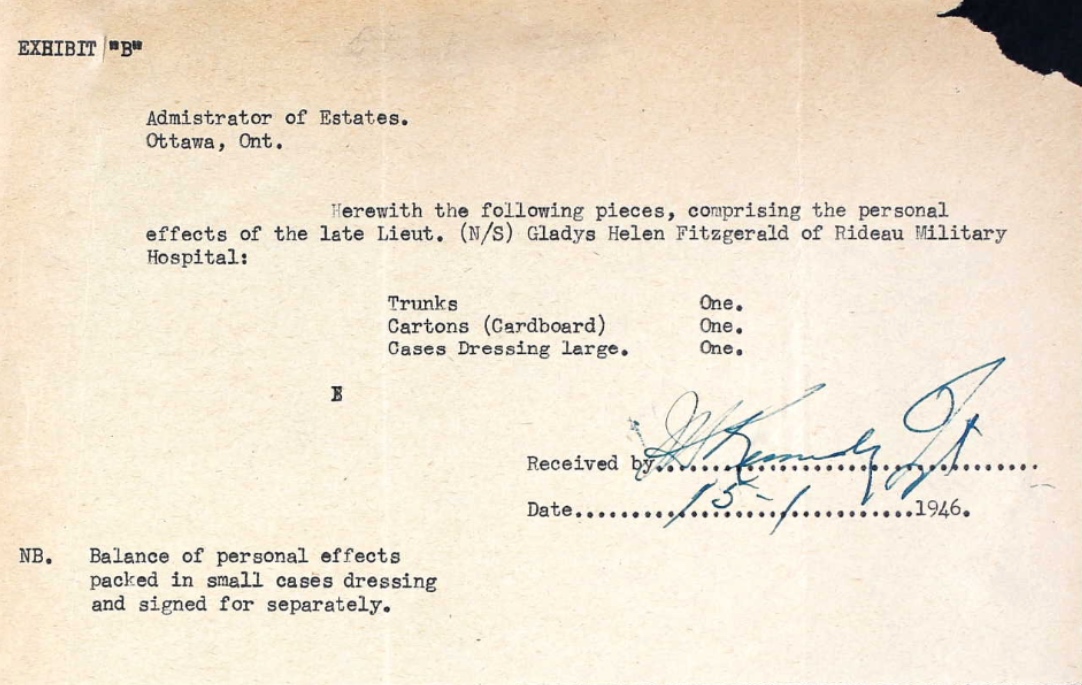 EXHIBIT "B"
Admistrator of Estates.
Ottawa, Ont.
Herewith the following pieces, comprising the personal
effects of the late Lieut. (N/S) Gladys Helen Fitzgerald of Rideau Military
Hospital:
Trunks One.
Cartons (Cardboard) One.
Cases Dressing large. One.
Received by Kennedy
Date 15-1 1946.
NB. Balance of personal effects
packed in small cases dressing
and signed for separately.